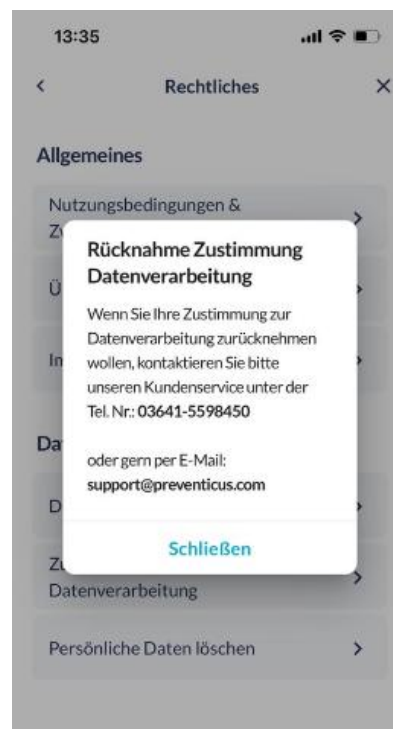 13:35
Rechtliches
Allgemeines
Nutzungsbedingungen &
Rücknahme Zustimmung
Datenverarbeitung
Wenn Sie Ihre Zustimmung zur
Datenverarbeitung zurücknehmen
wollen, kontaktieren Sie bitte
unseren Kundenservice unter der
Tel. Nr.: 03641-5598450
oder gern per E-Mail:
support@preventicus.com
Schließen
Datenverarbeitung
Persönliche Daten löschen